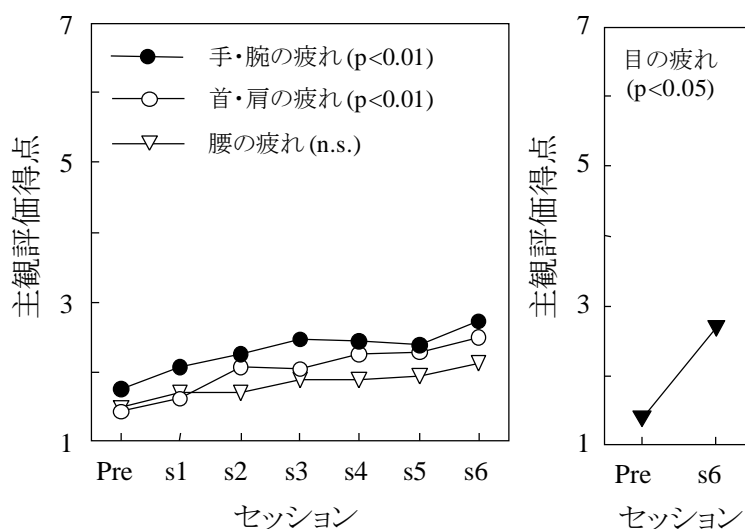 7
5
3
1
主観評価得点
手・腕の疲れ (p<0.01)
首・肩の疲れ (p<0.01)
腰の疲れ (n.s.)
Pre s1 s2 s3 s4 s5 s6
セッション
7
5
3
1
主観評価得点
目の疲れ
(p<0.05)
Pre s6
セッション